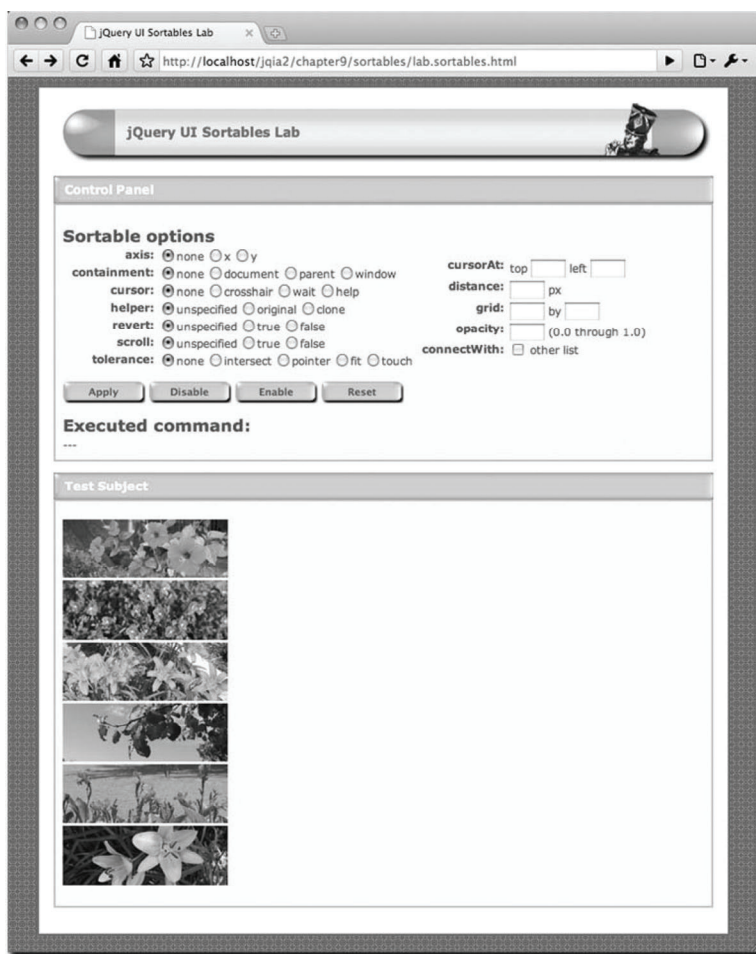 jQuery UI Sortables Lab
http://localhost/jqia2/chapter9/sortables/lab.sortables.html
jQuery UI Sortables Lab
Control Panel
Sortable options
axis: none x y
containment: none document parent window
cursor: none crosshair wait help
helper: unspecified original clone
revert: unspecified true false
scroll: unspecified true false
tolerance: none intersect pointer fit touch
cursorAt: top left
distance: px
grid: by
opacity: (0.0 through 1.0)
connectWith: other list
Apply Disable Enable Reset
Executed command:
---
Test Subject